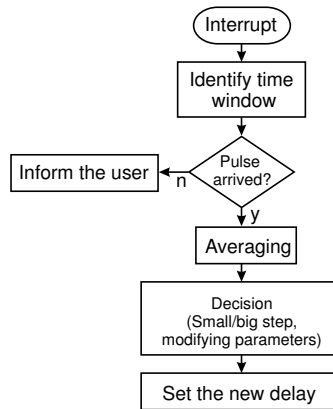 Interrupt
Identify time
window
Pulse
arrived?
n
Inform the user
y
Averaging
Decision
(Small/big step,
modifying parameters)
Set the new delay